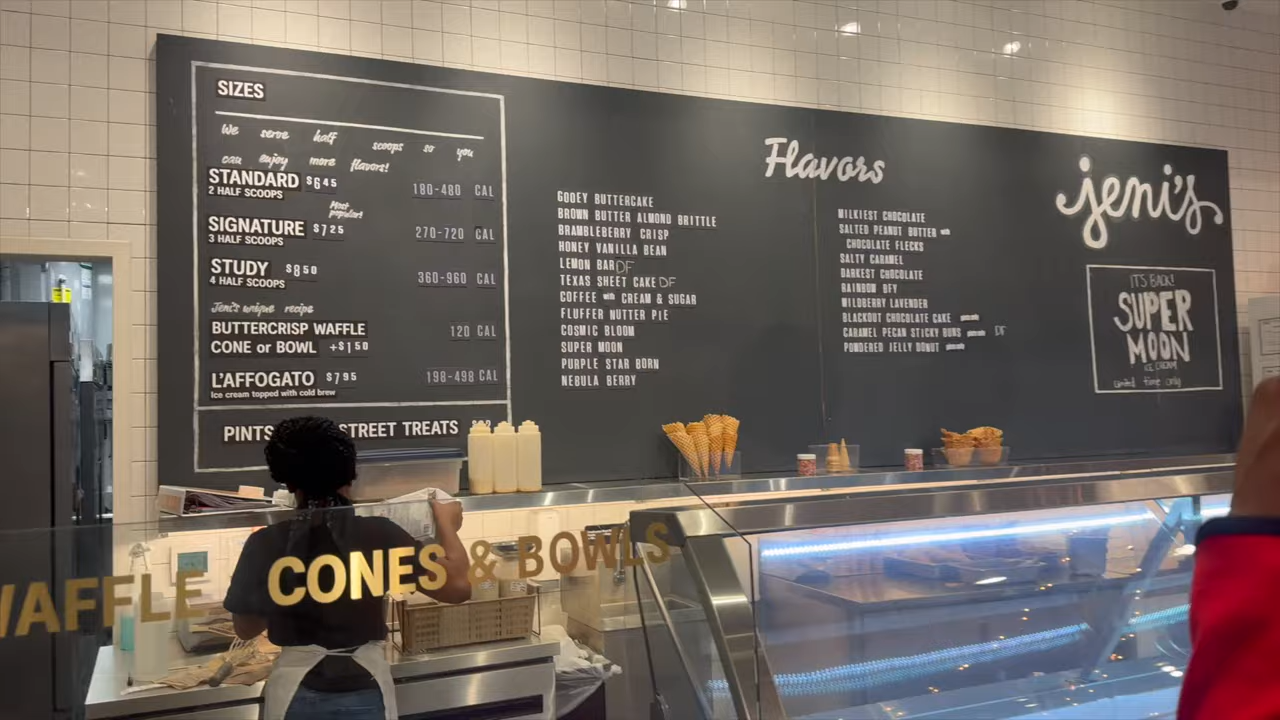 SIZES
We serve half scoops so you
can enjoy more flavors!
STANDARD $6.45 180-480 CAL
2 HALF SCOOPS
Most popular!
SIGNATURE $7.25 270-720 CAL
3 HALF SCOOPS
STUDY $8.50 360-960 CAL
4 HALF SCOOPS
Jeni's unique recipe
BUTTERCRISP WAFFLE 120 CAL
CONE or BOWL +$1.50
L'AFFOGATO $7.95 198-498 CAL
Ice cream topped with cold brew
PINTS STREET TREATS
Flavors
GOOEY BUTTERCAKE
BROWN BUTTER ALMOND BRITTLE
BRAMBLEBERRY CRISP
HONEY VANILLA BEAN
LEMON BAR DF
TEXAS SHEET CAKE DF
COFFEE with CREAM & SUGAR
FLUFFER NUTTER PIE
COSMIC BLOOM
SUPER MOON
PURPLE STAR BORN
NEBULA BERRY
MILKIEST CHOCOLATE
SALTED PEANUT BUTTER with
CHOCOLATE FLECKS
SALTY CARAMEL
DARKEST CHOCOLATE
RAINBOW
WILDBERRY LAVENDER
BLACKOUT CHOCOLATE CAKE
CARAMEL PECAN STICKY BUNS DF
POWDERED JELLY DONUT
jeni's
IT'S BACK!
SUPER
MOON
ICE CREAM
Limited time only
WAFFLE CONES & BOWLS